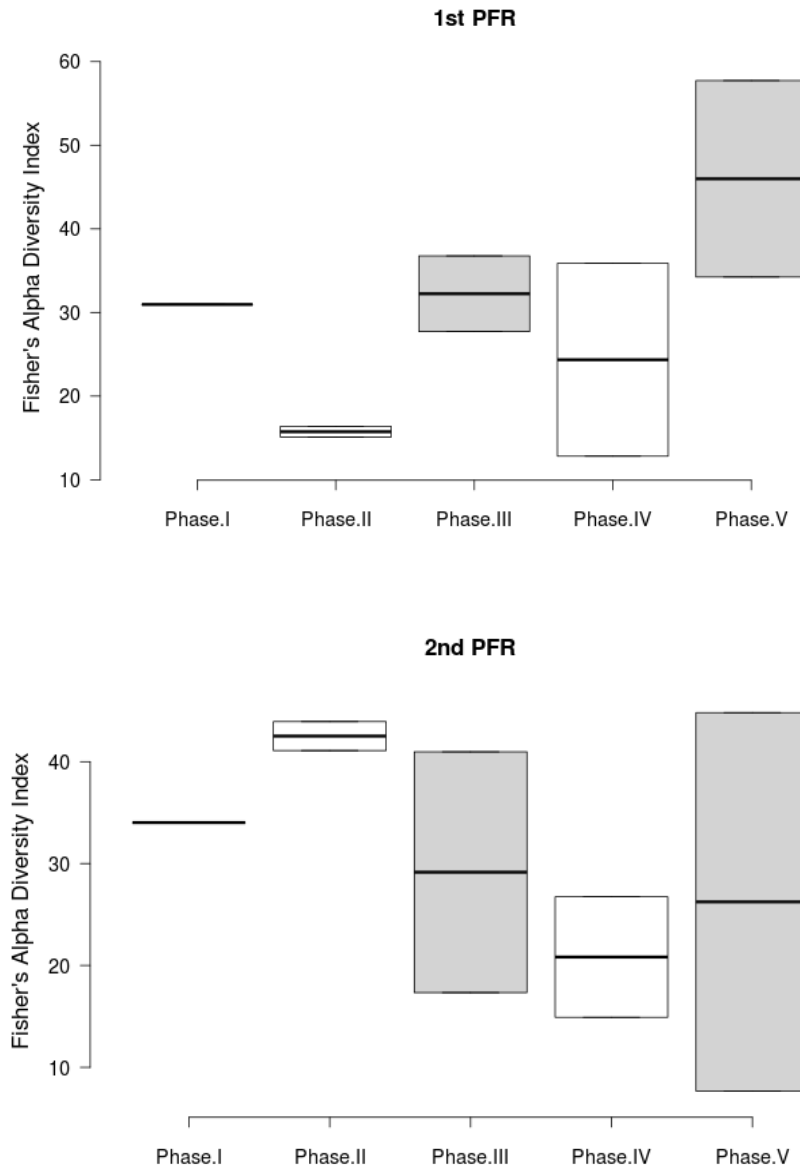 1st PFR
Fisher's Alpha Diversity Index
60
50
40
30
20
10
Phase.I Phase.II Phase.III Phase.IV Phase.V
2nd PFR
Fisher's Alpha Diversity Index
40
30
20
10
Phase.I Phase.II Phase.III Phase.IV Phase.V